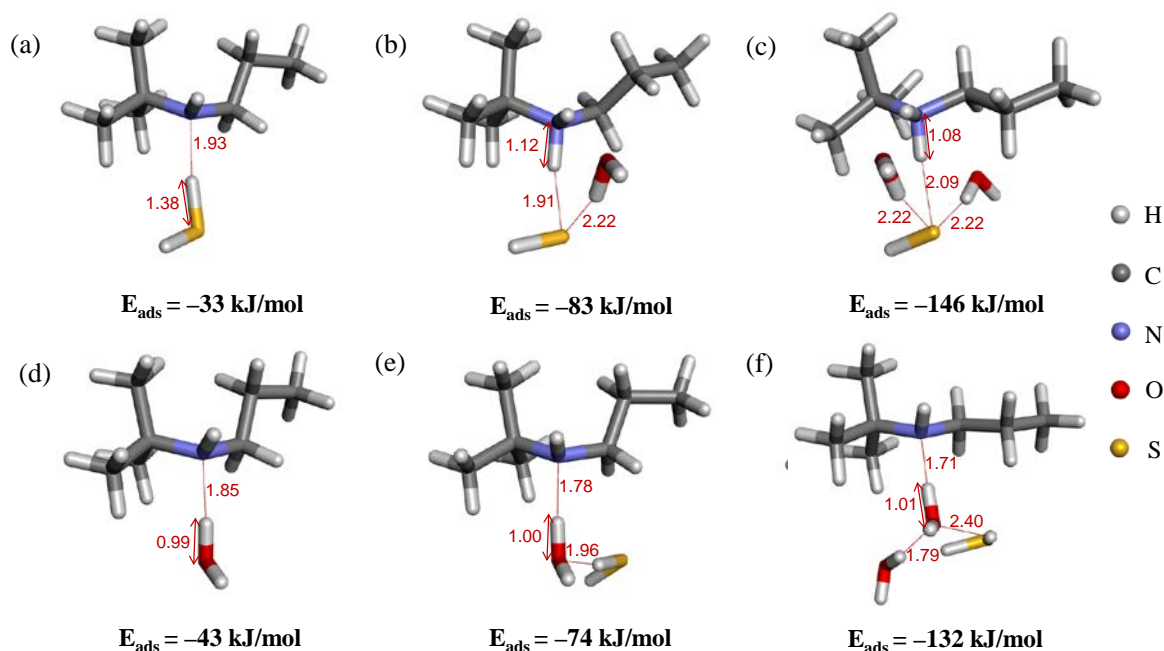 (a)
1.93
1.38
E_ads = –33 kJ/mol
(b)
1.12
1.91
2.22
E_ads = –83 kJ/mol
(c)
1.08
2.09
2.22
2.22
E_ads = –146 kJ/mol
(d)
1.85
0.99
E_ads = –43 kJ/mol
(e)
1.78
1.00
1.96
E_ads = –74 kJ/mol
(f)
1.71
1.01
2.40
1.79
E_ads = –132 kJ/mol
H
C
N
O
S